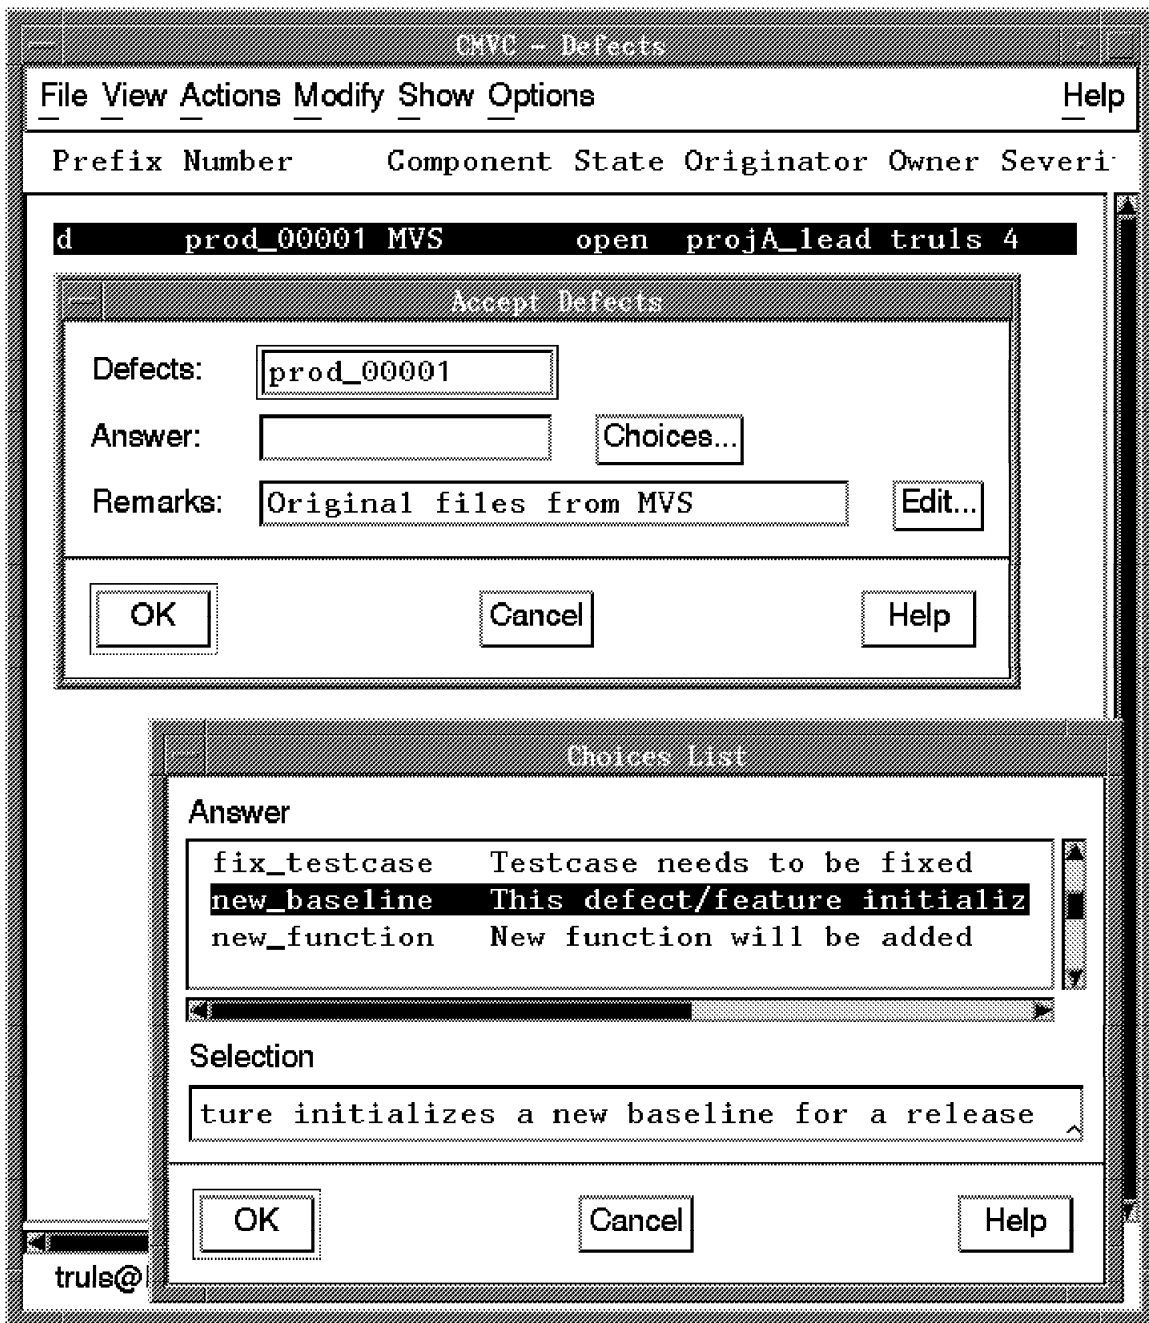 CMVC - Defects
File View Actions Modify Show Options Help
Prefix Number Component State Originator Owner Severi
d prod_00001 MVS open projA_lead truls 4
Accept Defects
Defects: prod_00001
Answer: Choices...
Remarks: Original files from MVS Edit...
OK Cancel Help
Choices List
Answer
fix_testcase Testcase needs to be fixed
new_baseline This defect/feature initializ
new_function New function will be added
Selection
ture initializes a new baseline for a release
OK Cancel Help
truls@